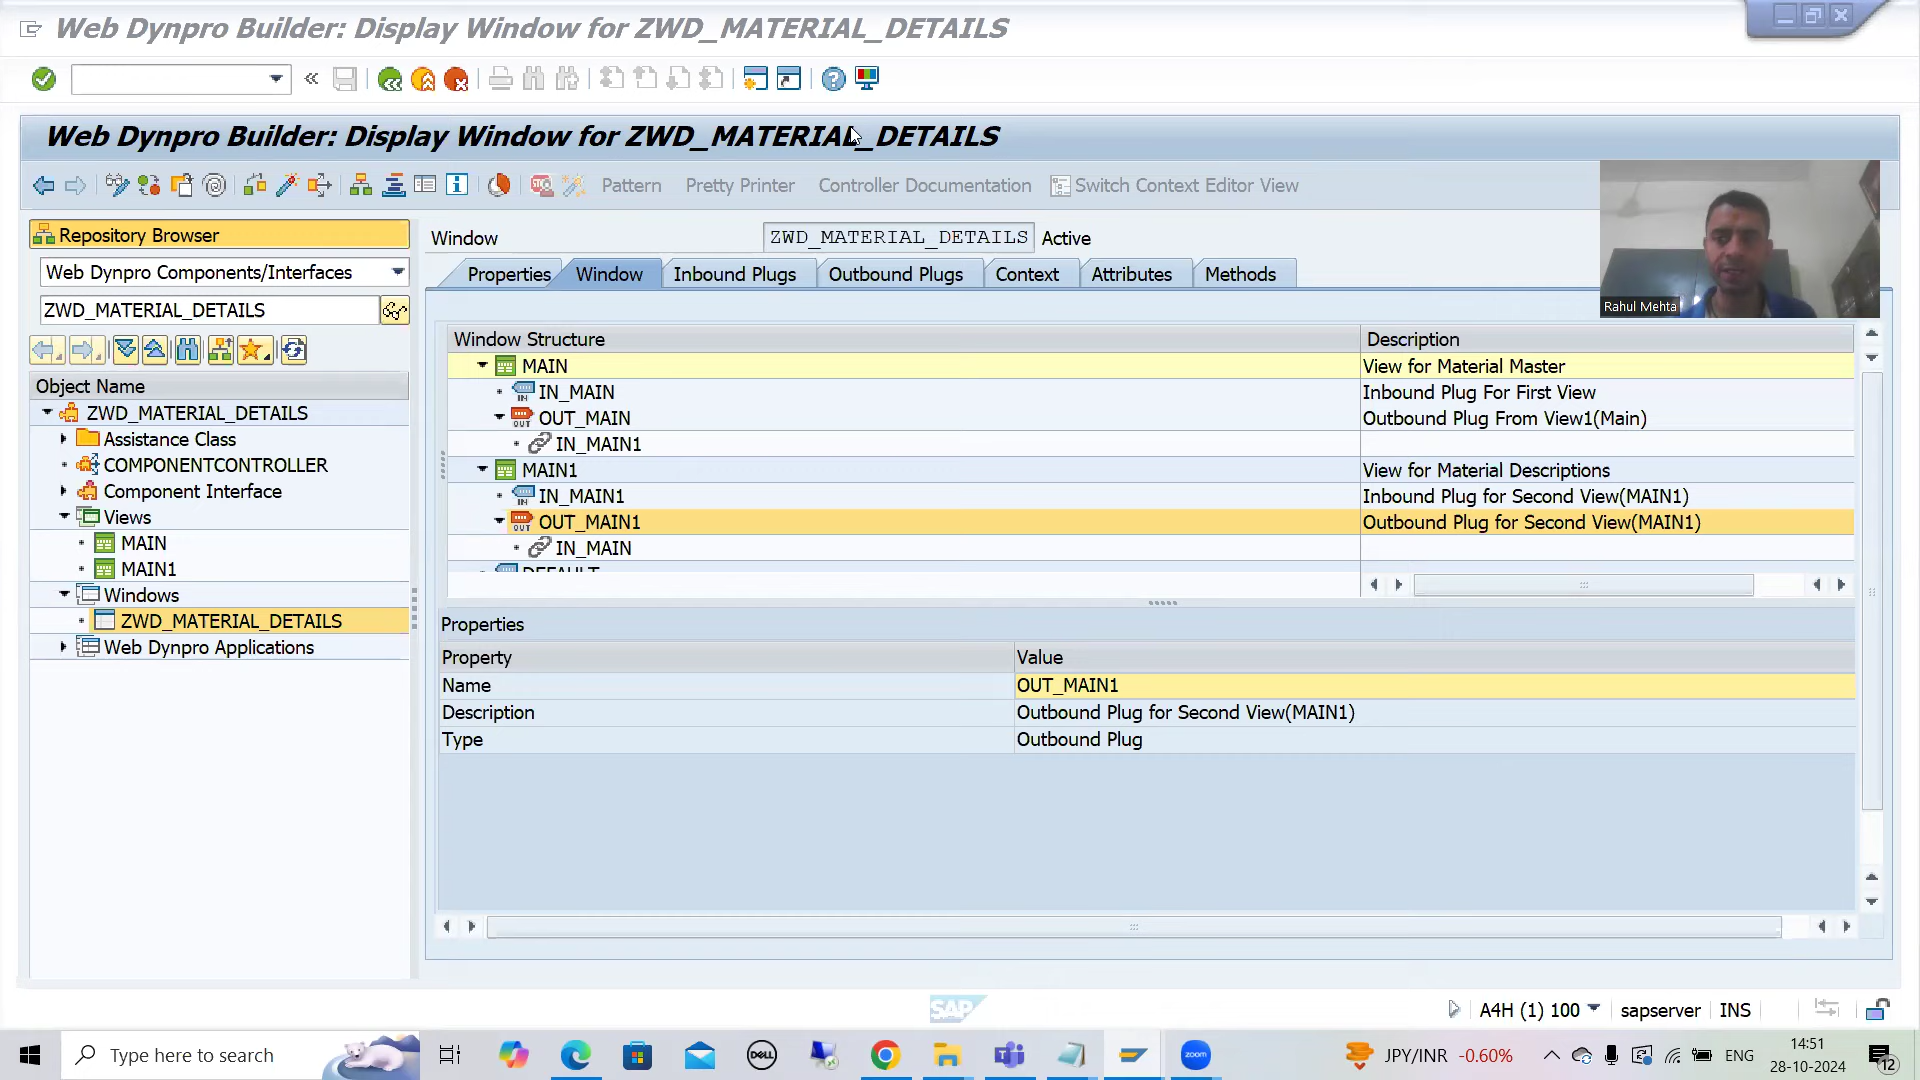 Web Dynpro Builder: Display Window for ZWD_MATERIAL_DETAILS
Web Dynpro Builder: Display Window for ZWD_MATERIAL_DETAILS
Pattern Pretty Printer Controller Documentation Switch Context Editor View
Repository Browser
Web Dynpro Components/Interfaces
ZWD_MATERIAL_DETAILS
Object Name
ZWD_MATERIAL_DETAILS
Assistance Class
COMPONENTCONTROLLER
Component Interface
Views
MAIN
MAIN1
Windows
ZWD_MATERIAL_DETAILS
Web Dynpro Applications
Window ZWD_MATERIAL_DETAILS Active
Properties Window Inbound Plugs Outbound Plugs Context Attributes Methods
Rahul Mehta
Window Structure Description
MAIN View for Material Master
IN_MAIN Inbound Plug For First View
OUT_MAIN Outbound Plug From View1(Main)
IN_MAIN1
MAIN1 View for Material Descriptions
IN_MAIN1 Inbound Plug for Second View(MAIN1)
OUT_MAIN1 Outbound Plug for Second View(MAIN1)
IN_MAIN
DEFAULT
Properties
Property Value
Name OUT_MAIN1
Description Outbound Plug for Second View(MAIN1)
Type Outbound Plug
SAP
A4H (1) 100 sapserver INS
Type here to search
DELL
zoom
JPY/INR -0.60%
ENG
14:51
28-10-2024
12